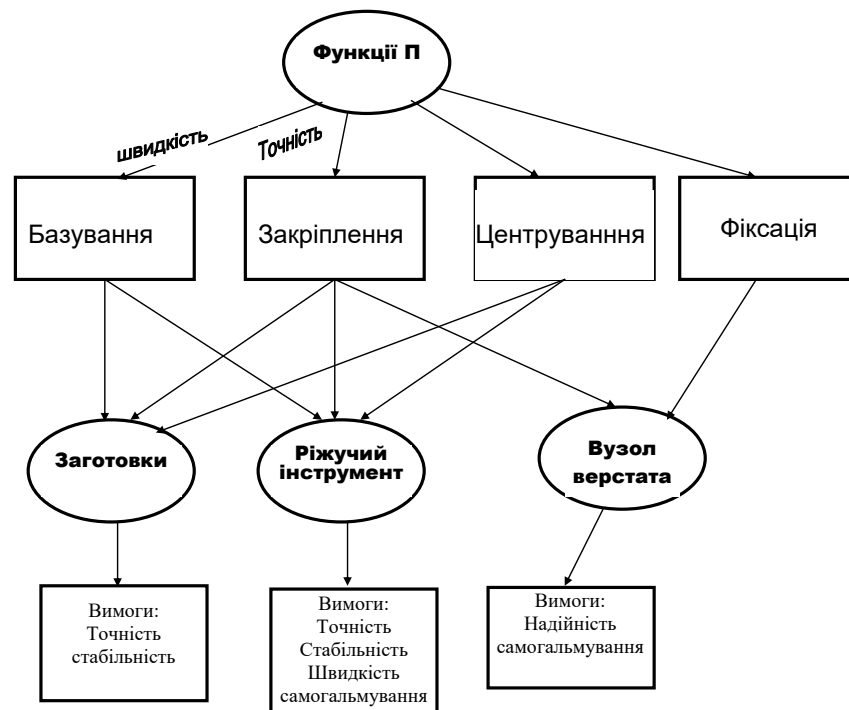 Функції П
швидкість
Точність
Базування
Закріплення
Центруванння
Фіксація
Заготовки
Ріжучий
інструмент
Вузол
верстата
Вимоги:
Точність
стабільність
Вимоги:
Точність
Стабільність
Швидкість
самогальмування
Вимоги:
Надійність
самогальмування